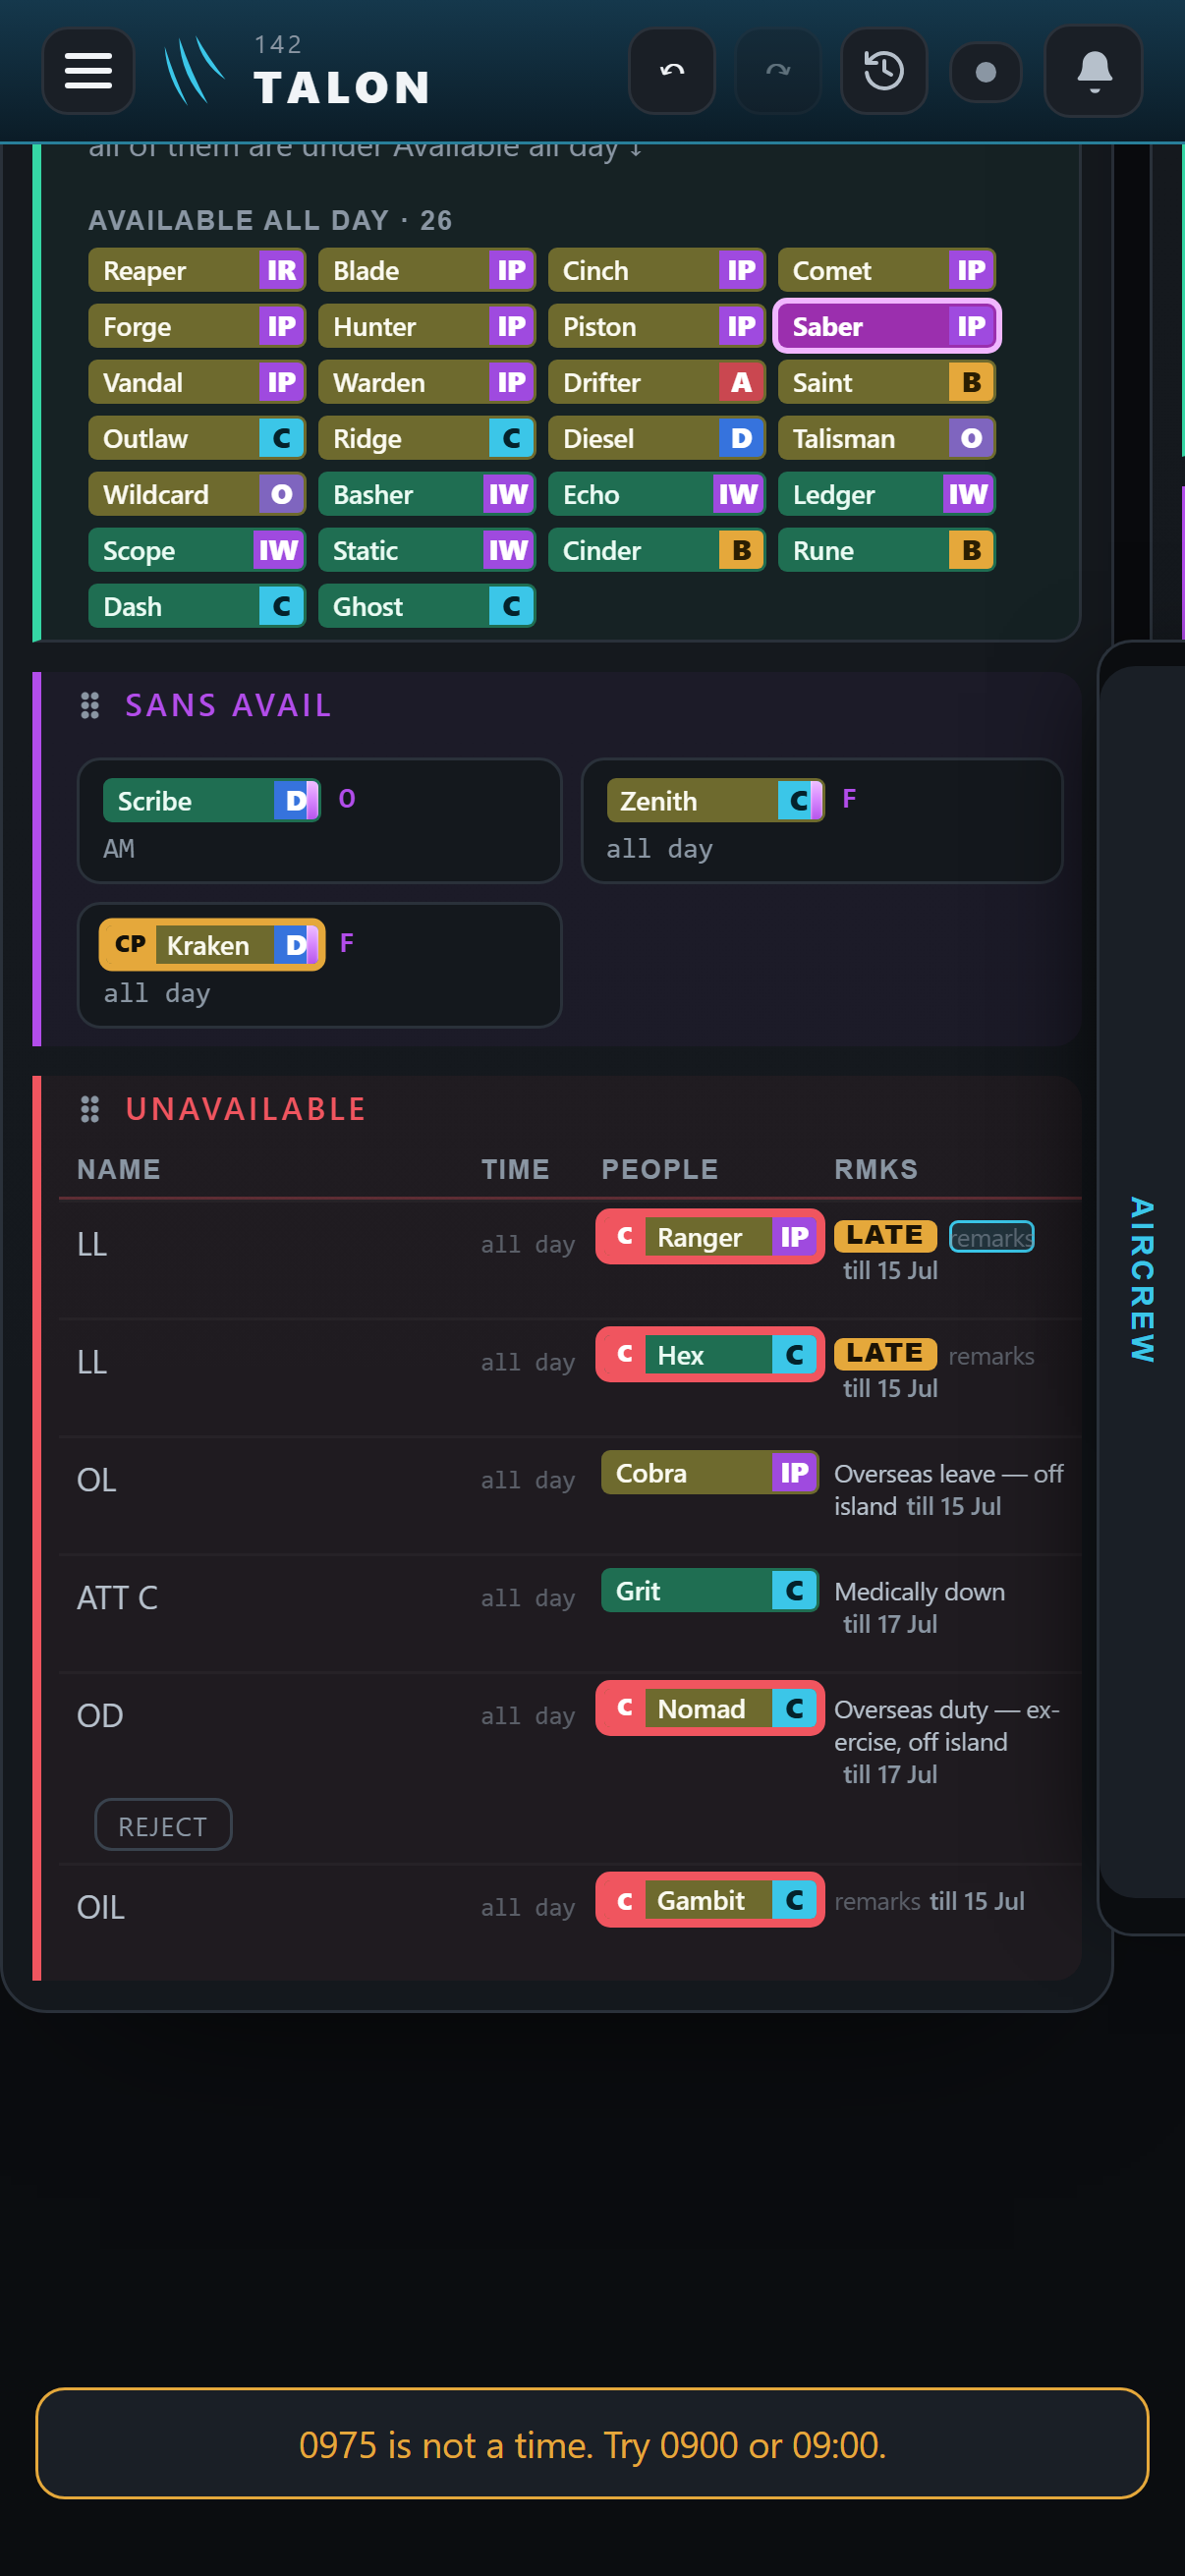 142
TALON
all of them are under Available all day ↓
AVAILABLE ALL DAY · 26
Reaper IR Blade IP Cinch IP Comet IP
Forge IP Hunter IP Piston IP Saber IP
Vandal IP Warden IP Drifter A Saint B
Outlaw C Ridge C Diesel D Talisman O
Wildcard O Basher IW Echo IW Ledger IW
Scope IW Static IW Cinder B Rune B
Dash C Ghost C
SANS AVAIL
Scribe D O Zenith C F
AM all day
CP Kraken D F
all day
UNAVAILABLE
NAME TIME PEOPLE RMKS
LL all day C Ranger IP LATE remarks
till 15 Jul
LL all day C Hex C LATE remarks
till 15 Jul
OL all day Cobra IP Overseas leave — off
island till 15 Jul
ATT C all day Grit C Medically down
till 17 Jul
OD all day C Nomad C Overseas duty — ex-
ercise, off island
till 17 Jul
REJECT
OIL all day C Gambit C remarks till 15 Jul
AIRCREW
0975 is not a time. Try 0900 or 09:00.